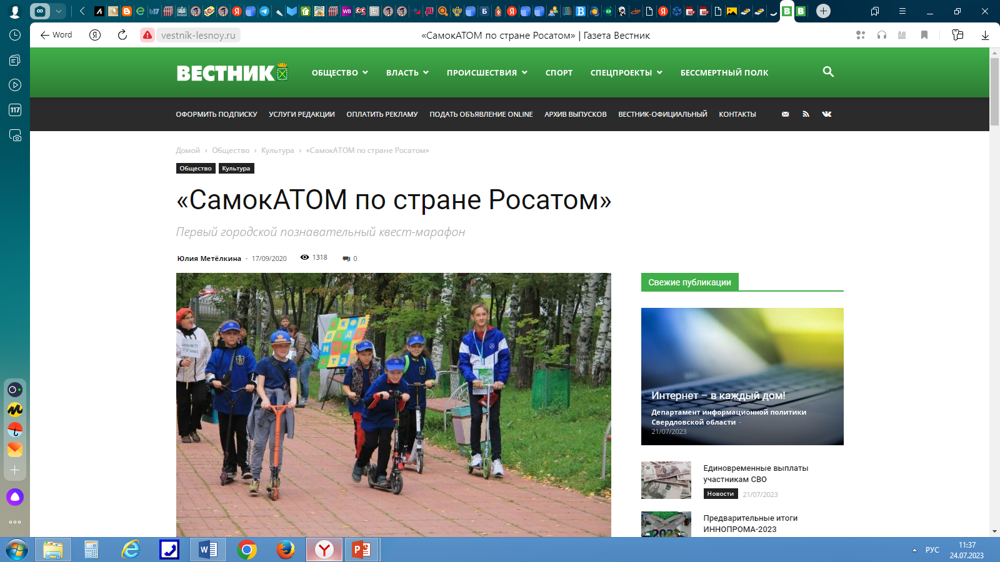 Word
vestnik-lesnoy.ru
«СамокАТОМ по стране Росатом» | Газета Вестник
117
ВЕСТНИК
ОБЩЕСТВО
ВЛАСТЬ
ПРОИСШЕСТВИЯ
СПОРТ
СПЕЦПРОЕКТЫ
БЕССМЕРТНЫЙ ПОЛК
ОФОРМИТЬ ПОДПИСКУ
УСЛУГИ РЕДАКЦИИ
ОПЛАТИТЬ РЕКЛАМУ
ПОДАТЬ ОБЪЯВЛЕНИЕ ONLINE
АРХИВ ВЫПУСКОВ
ВЕСТНИК-ОФИЦИАЛЬНЫЙ
КОНТАКТЫ
Домой › Общество › Культура › «СамокАТОМ по стране Росатом»
Общество Культура
«СамокАТОМ по стране Росатом»
Первый городской познавательный квест-марафон
Юлия Метёлкина - 17/09/2020 1318 0
Свежие публикации
Интернет – в каждый дом!
Департамент информационной политики
Свердловской области -
21/07/2023
Единовременные выплаты
участникам СВО
Новости 21/07/2023
Предварительные итоги
ИННОПРОМА-2023
РУС
11:37
24.07.2023